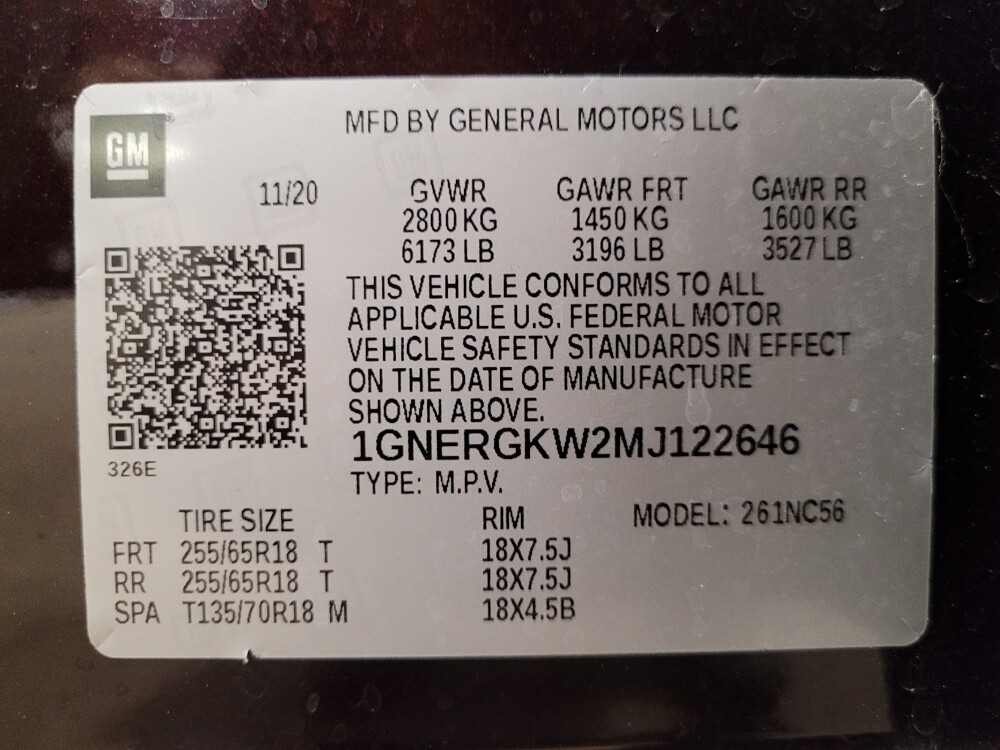 GM
MFD BY GENERAL MOTORS LLC
11/20 GVWR GAWR FRT GAWR RR
2800 KG 1450 KG 1600 KG
6173 LB 3196 LB 3527 LB
THIS VEHICLE CONFORMS TO ALL
APPLICABLE U.S. FEDERAL MOTOR
VEHICLE SAFETY STANDARDS IN EFFECT
ON THE DATE OF MANUFACTURE
SHOWN ABOVE.
1GNERGKW2MJ122646
326E
TYPE: M.P.V.
TIRE SIZE RIM MODEL: 261NC56
FRT 255/65R18 T 18X7.5J
RR 255/65R18 T 18X7.5J
SPA T135/70R18 M 18X4.5B